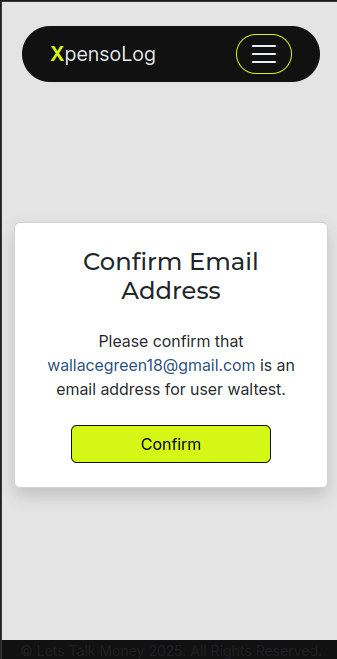 XpensoLog
Confirm Email
Address
Please confirm that
wallacegreen18@gmail.com is an
email address for user waltest.
Confirm
© Lets Talk Money 2025. All Rights Reserved.